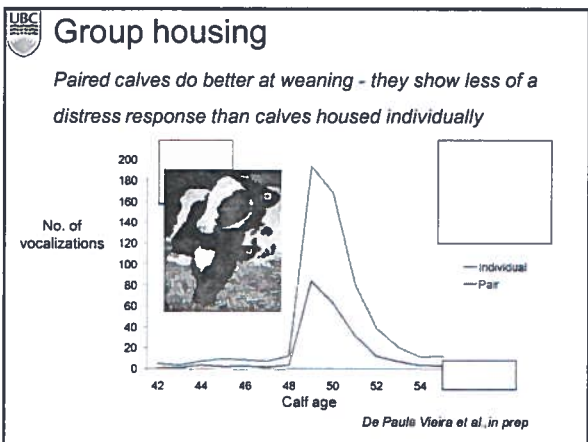 UBC
Group housing
Paired calves do better at weaning - they show less of a
distress response than calves housed individually
No. of
vocalizations
200
180
160
140
120
100
80
60
40
20
0
42 44 46 48 50 52 54
Calf age
Individual
Pair
De Paula Vieira et al., in prep